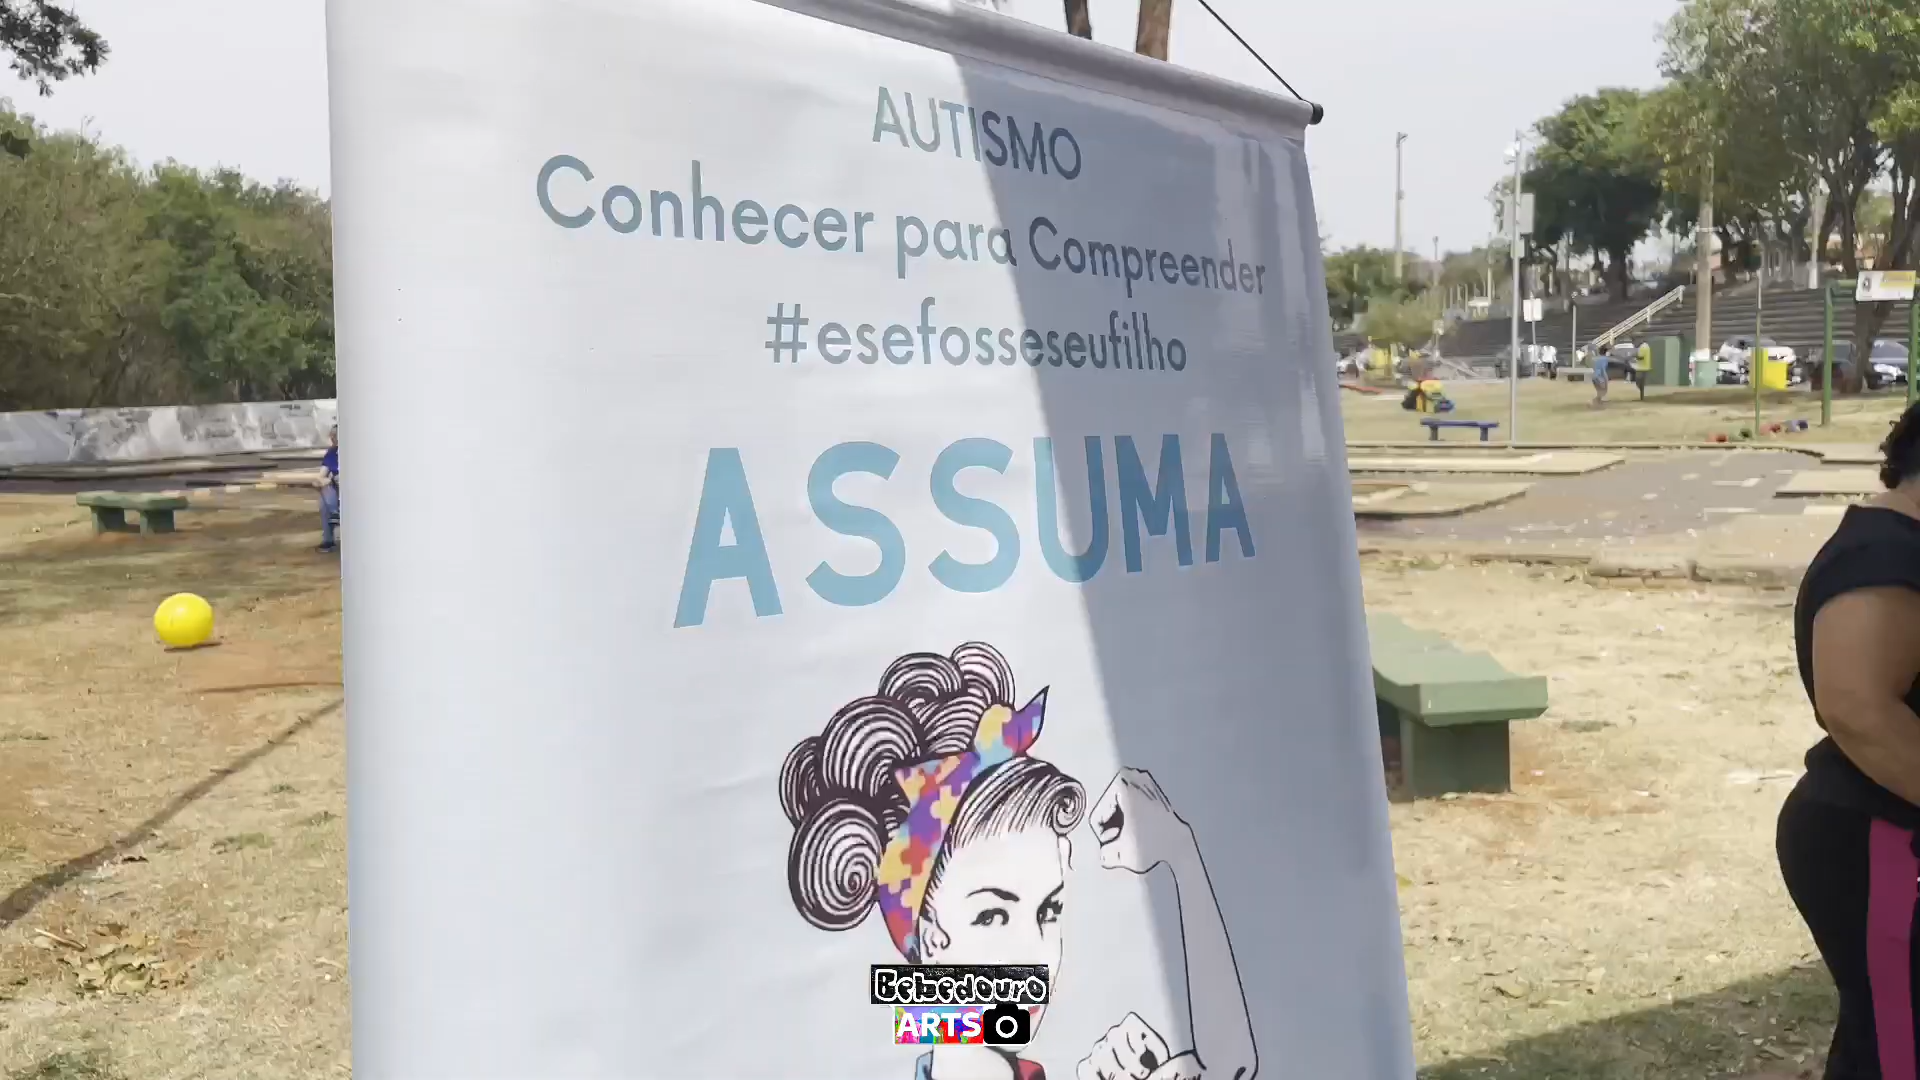 AUTISMO
Conhecer para Compreender
#esefosseseufilho
ASSUMA
Bebedouro
ARTS